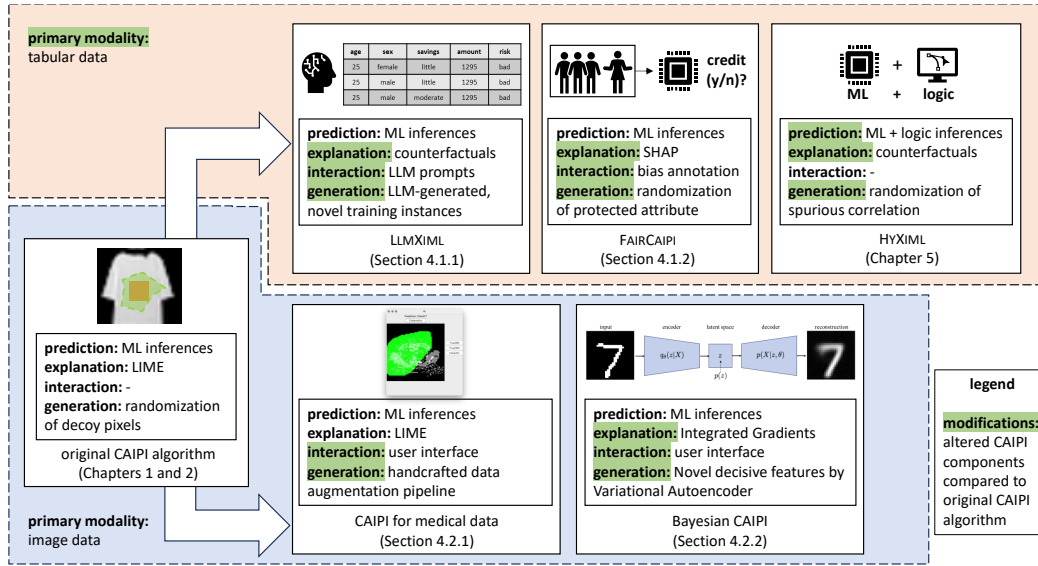 primary modality:
tabular data
age sex savings amount risk
25 female little 1295 bad
25 male little 1295 bad
25 male moderate 1295 bad
prediction: ML inferences
explanation: counterfactuals
interaction: LLM prompts
generation: LLM-generated,
novel training instances
LLMXIML
(Section 4.1.1)
credit
(y/n)?
prediction: ML inferences
explanation: SHAP
interaction: bias annotation
generation: randomization
of protected attribute
FAIRCAIPI
(Section 4.1.2)
+
ML + logic
prediction: ML + logic inferences
explanation: counterfactuals
interaction: -
generation: randomization of
spurious correlation
HYXIML
(Chapter 5)
prediction: ML inferences
explanation: LIME
interaction: -
generation: randomization
of decoy pixels
original CAIPI algorithm
(Chapters 1 and 2)
primary modality:
image data
prediction: ML inferences
explanation: LIME
interaction: user interface
generation: handcrafted data
augmentation pipeline
CAIPI for medical data
(Section 4.2.1)
input encoder latent space decoder reconstruction
qθ(z|X) z p(X|z, θ)
p(z)
prediction: ML inferences
explanation: Integrated Gradients
interaction: user interface
generation: Novel decisive features by
Variational Autoencoder
Bayesian CAIPI
(Section 4.2.2)
legend
modifications:
altered CAIPI
components
compared to
original CAIPI
algorithm